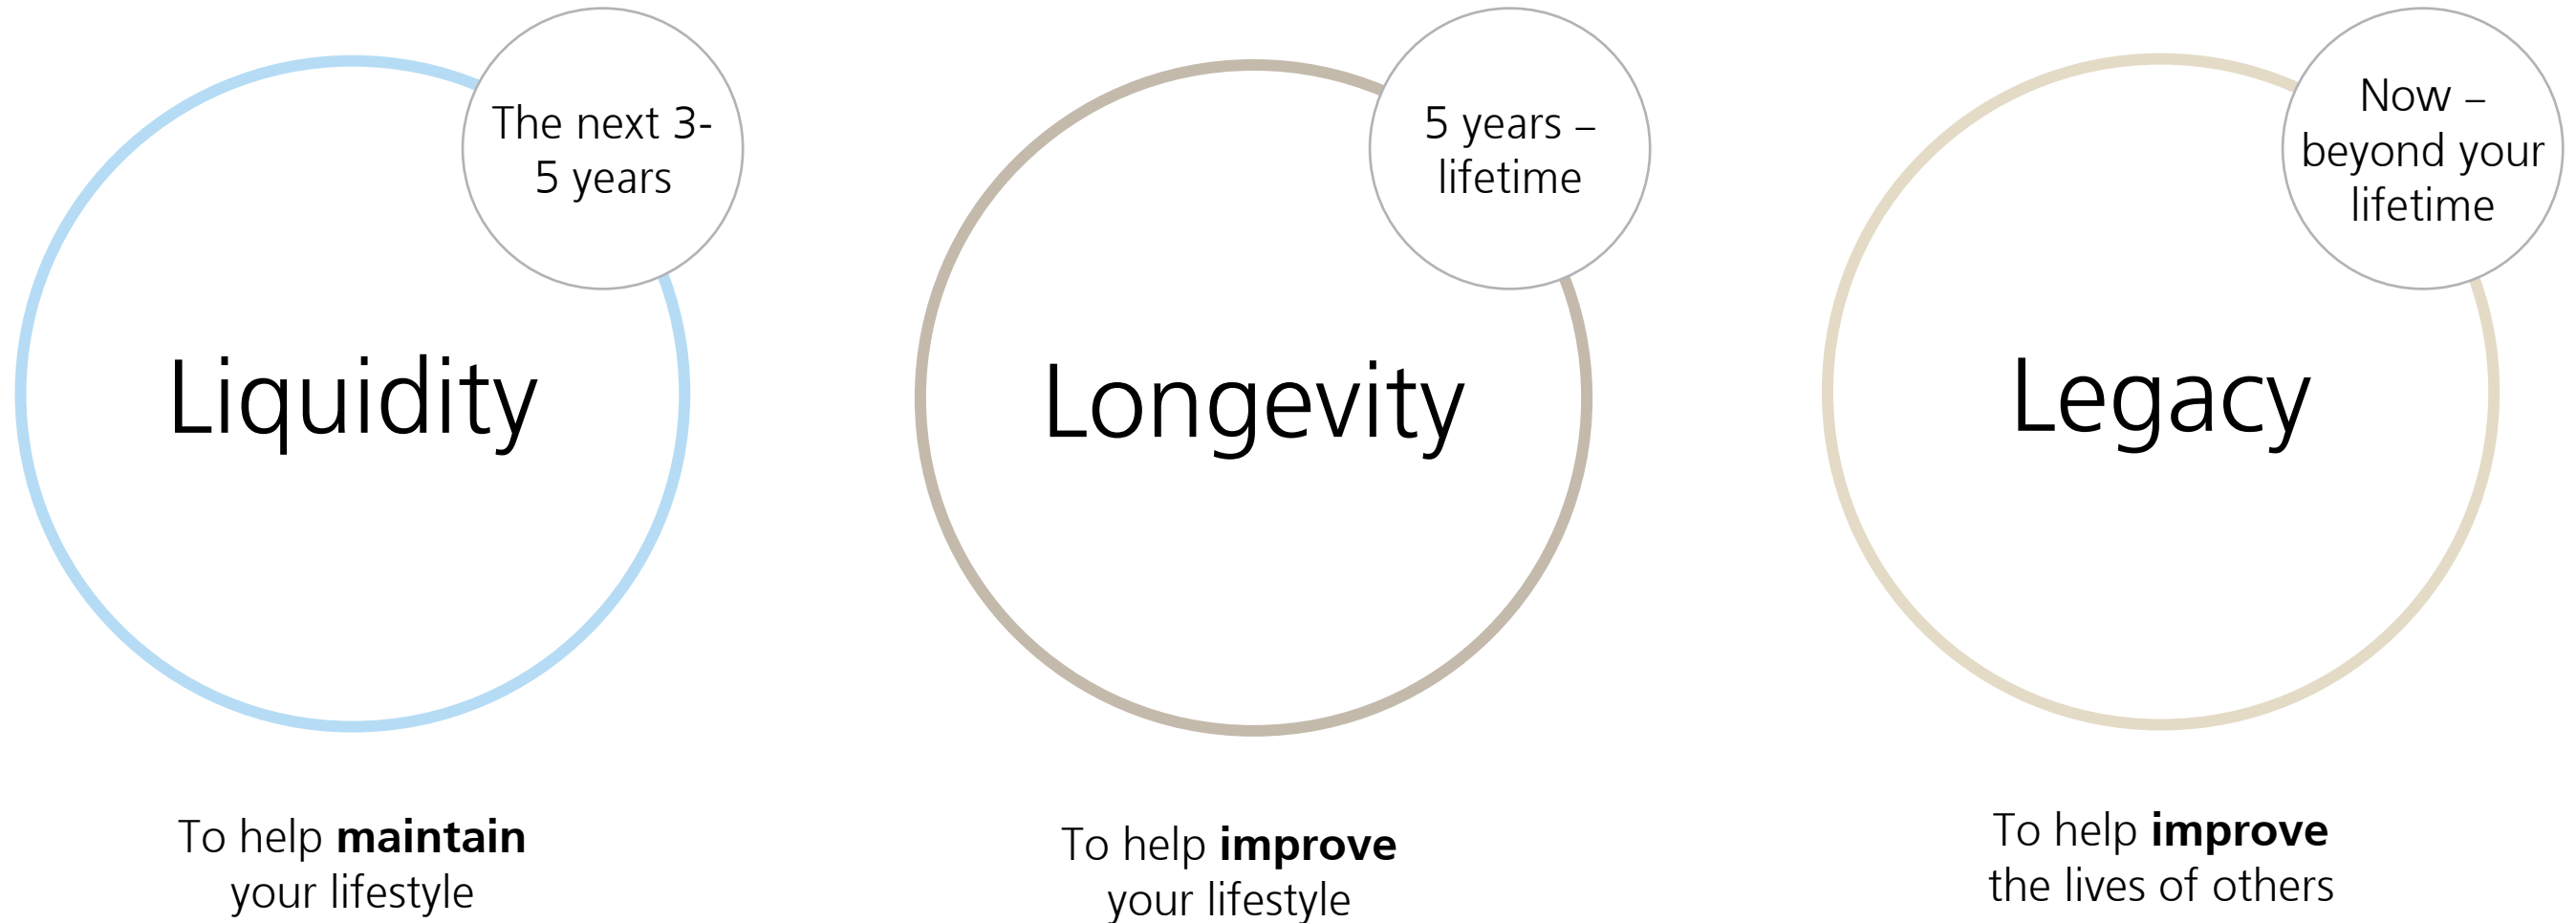 The next 3-
5 years
Liquidity
To help maintain
your lifestyle
5 years –
lifetime
Longevity
To help improve
your lifestyle
Now –
beyond your
lifetime
Legacy
To help improve
the lives of others